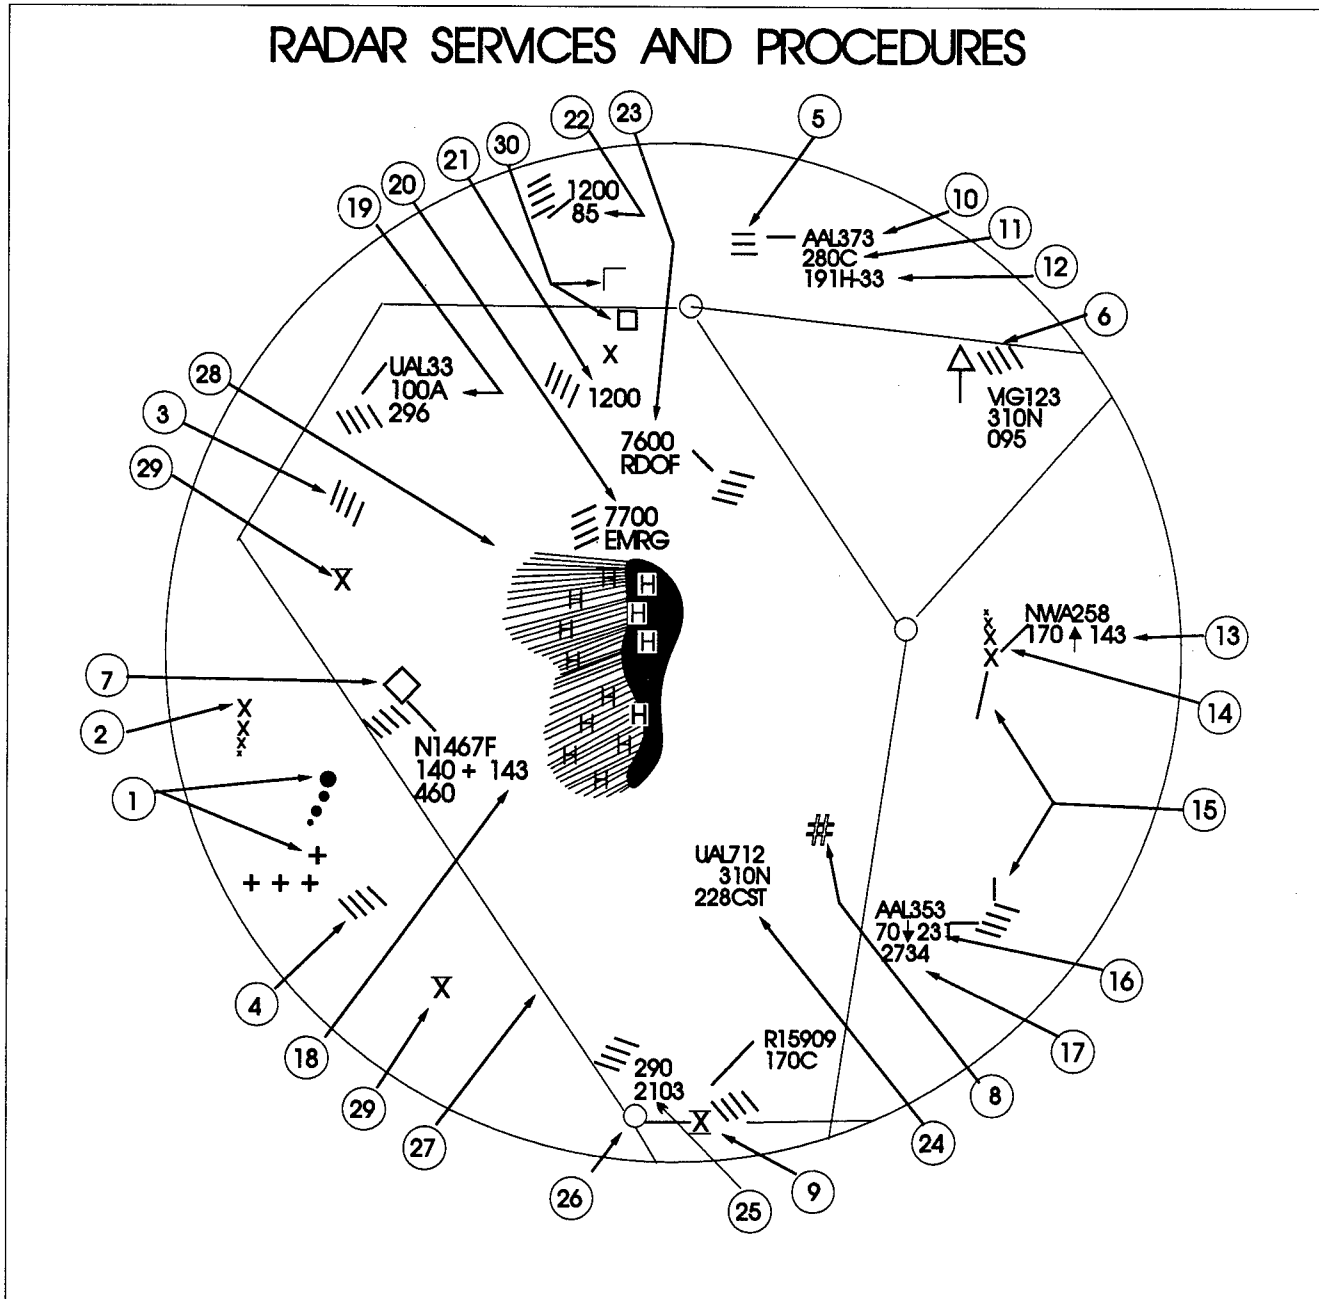 RADAR SERVICES AND PROCEDURES
23
22
5
30
21
20
19
10
11
12
1200
85
AAL373
280C
191H-33
6
28
3
29
UAL33
100A
296
X
1200
VIG123
310N
095
7600
RDOF
7700
EMRG
X
H
H
H
H
H
H
H
H
H
H
H
H
H
NWA258
170 ↑ 143
13
X
X
X
X
14
7
2
X
X
X
X
N1467F
140 + 143
460
1
+
+ + +
#
15
UAL712
310N
228CST
AAL353
70 ↓ 231
2734
16
4
X
18
29
27
17
R15909
170C
290
2103
X
8
24
26
25
9